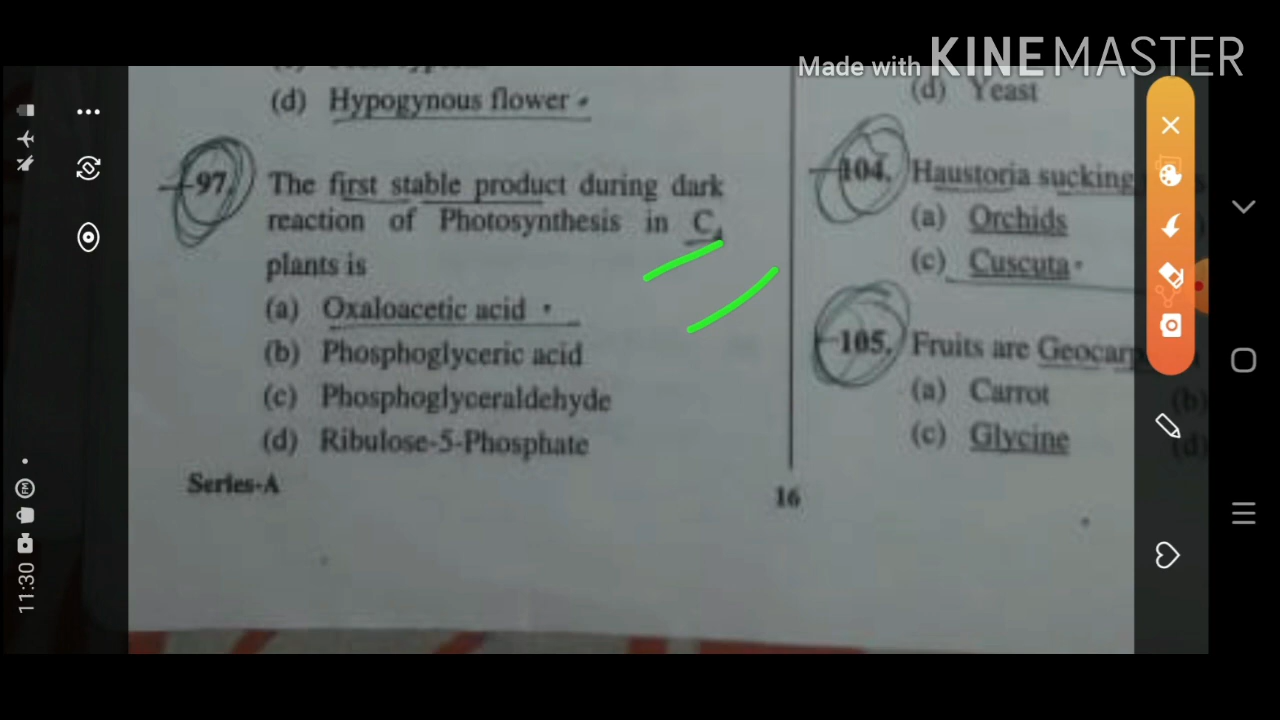 Made with KINEMASTER
(d) Hypogynous flower
97. The first stable product during dark
reaction of Photosynthesis in C4
plants is
(a) Oxaloacetic acid
(b) Phosphoglyceric acid
(c) Phosphoglyceraldehyde
(d) Ribulose-5-Phosphate
Series-A
16
(d) Yeast
104. Haustoria sucking
(a) Orchids
(c) Cuscuta
105. Fruits are
(a) Carrot
(b)
(c) Glycine
(d)
11:30
FM